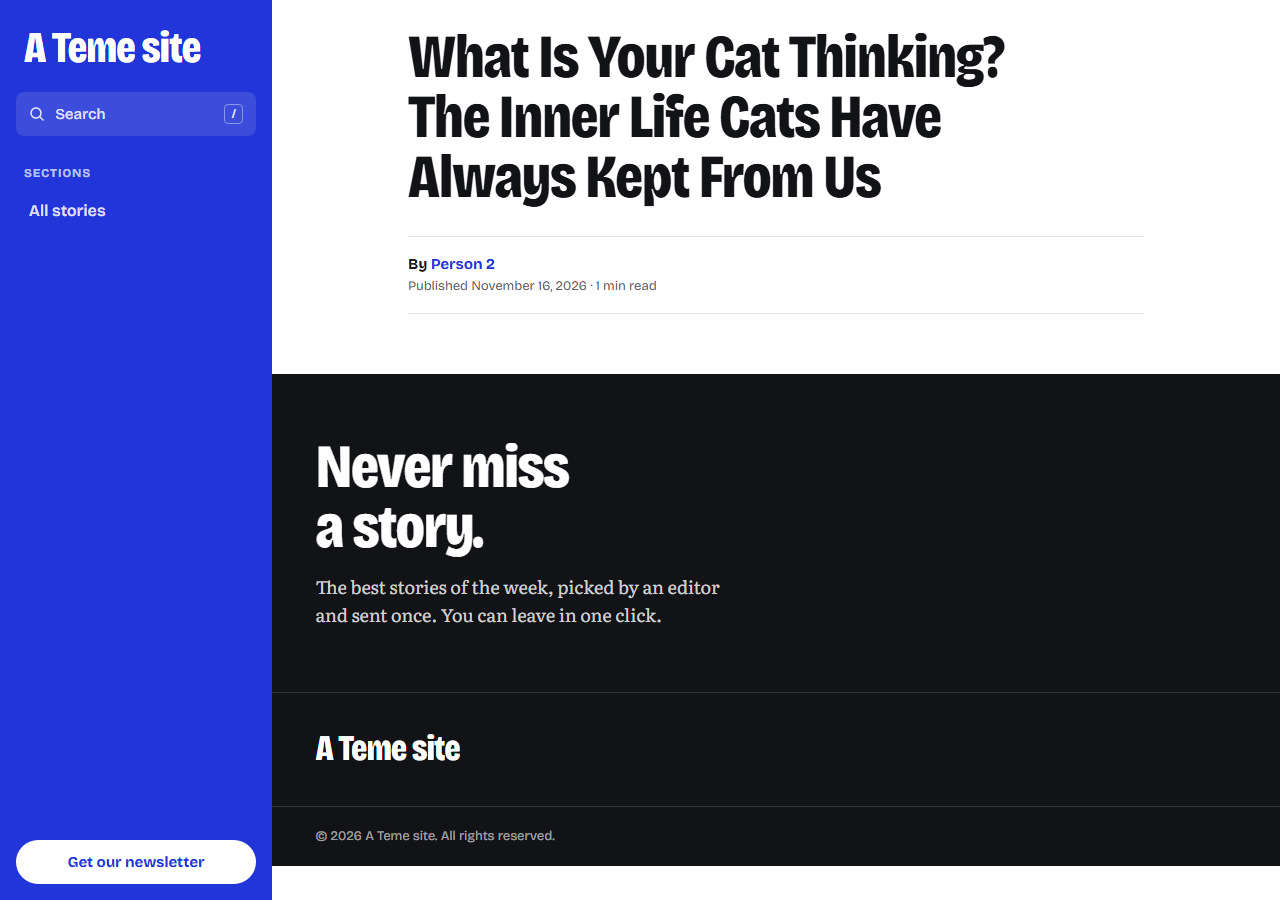 A Teme site
Search
/
SECTIONS
All stories
Get our newsletter
What Is Your Cat Thinking?
The Inner Life Cats Have
Always Kept From Us
By Person 2
Published November 16, 2026 · 1 min read
Never miss
a story.
The best stories of the week, picked by an editor
and sent once. You can leave in one click.
A Teme site
© 2026 A Teme site. All rights reserved.